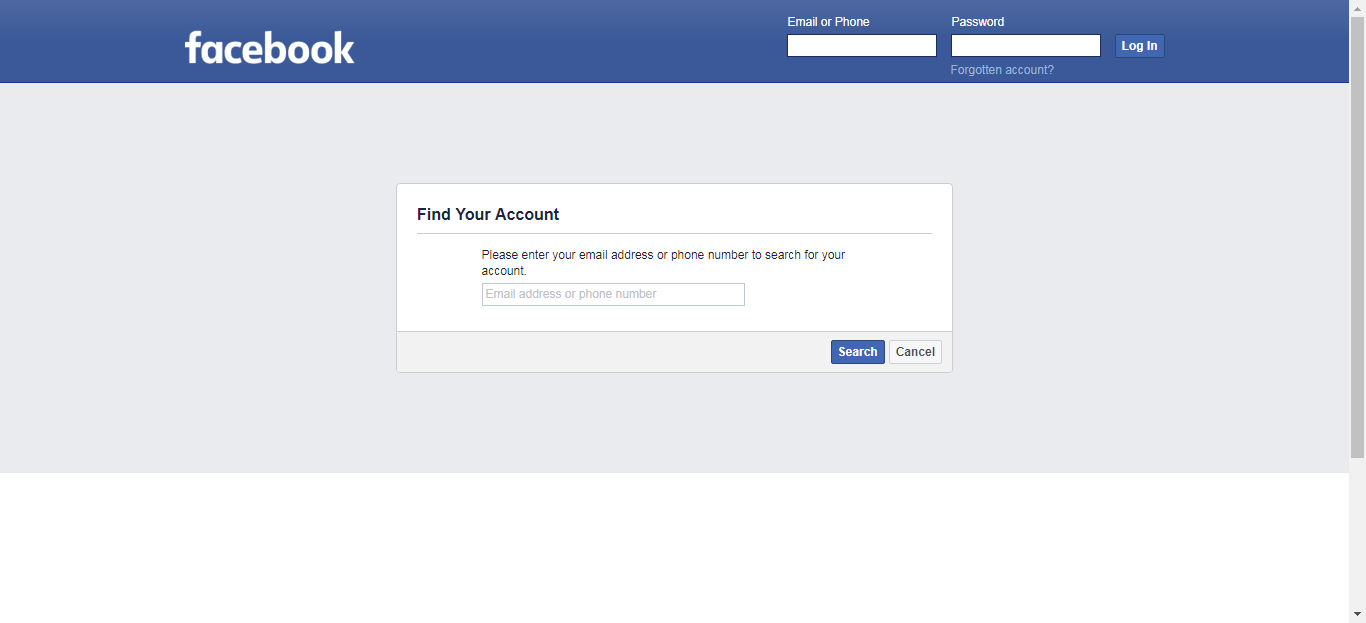 facebook
Email or Phone
Password
Log In
Forgotten account?
Find Your Account
Please enter your email address or phone number to search for your
account.
Email address or phone number
Search
Cancel